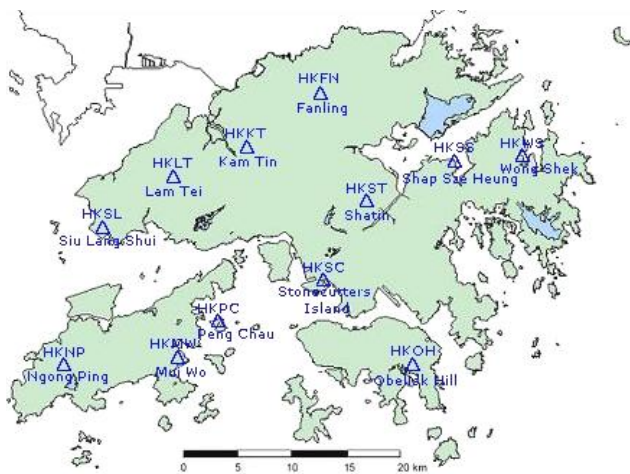 HKFN
Fanling
HKKT
Kam Tin
HKLT
Lam Tei
HKSS
Shap Sze Heung
HKWS
Wong Shek
HKST
Shatin
HKSL
Siu Lang Shui
HKSC
Stonecutters
Island
HKPC
Peng Chau
HKMW
Mui Wo
HKNP
Ngong Ping
HKOH
Obelisk Hill
0 5 10 15 20 km